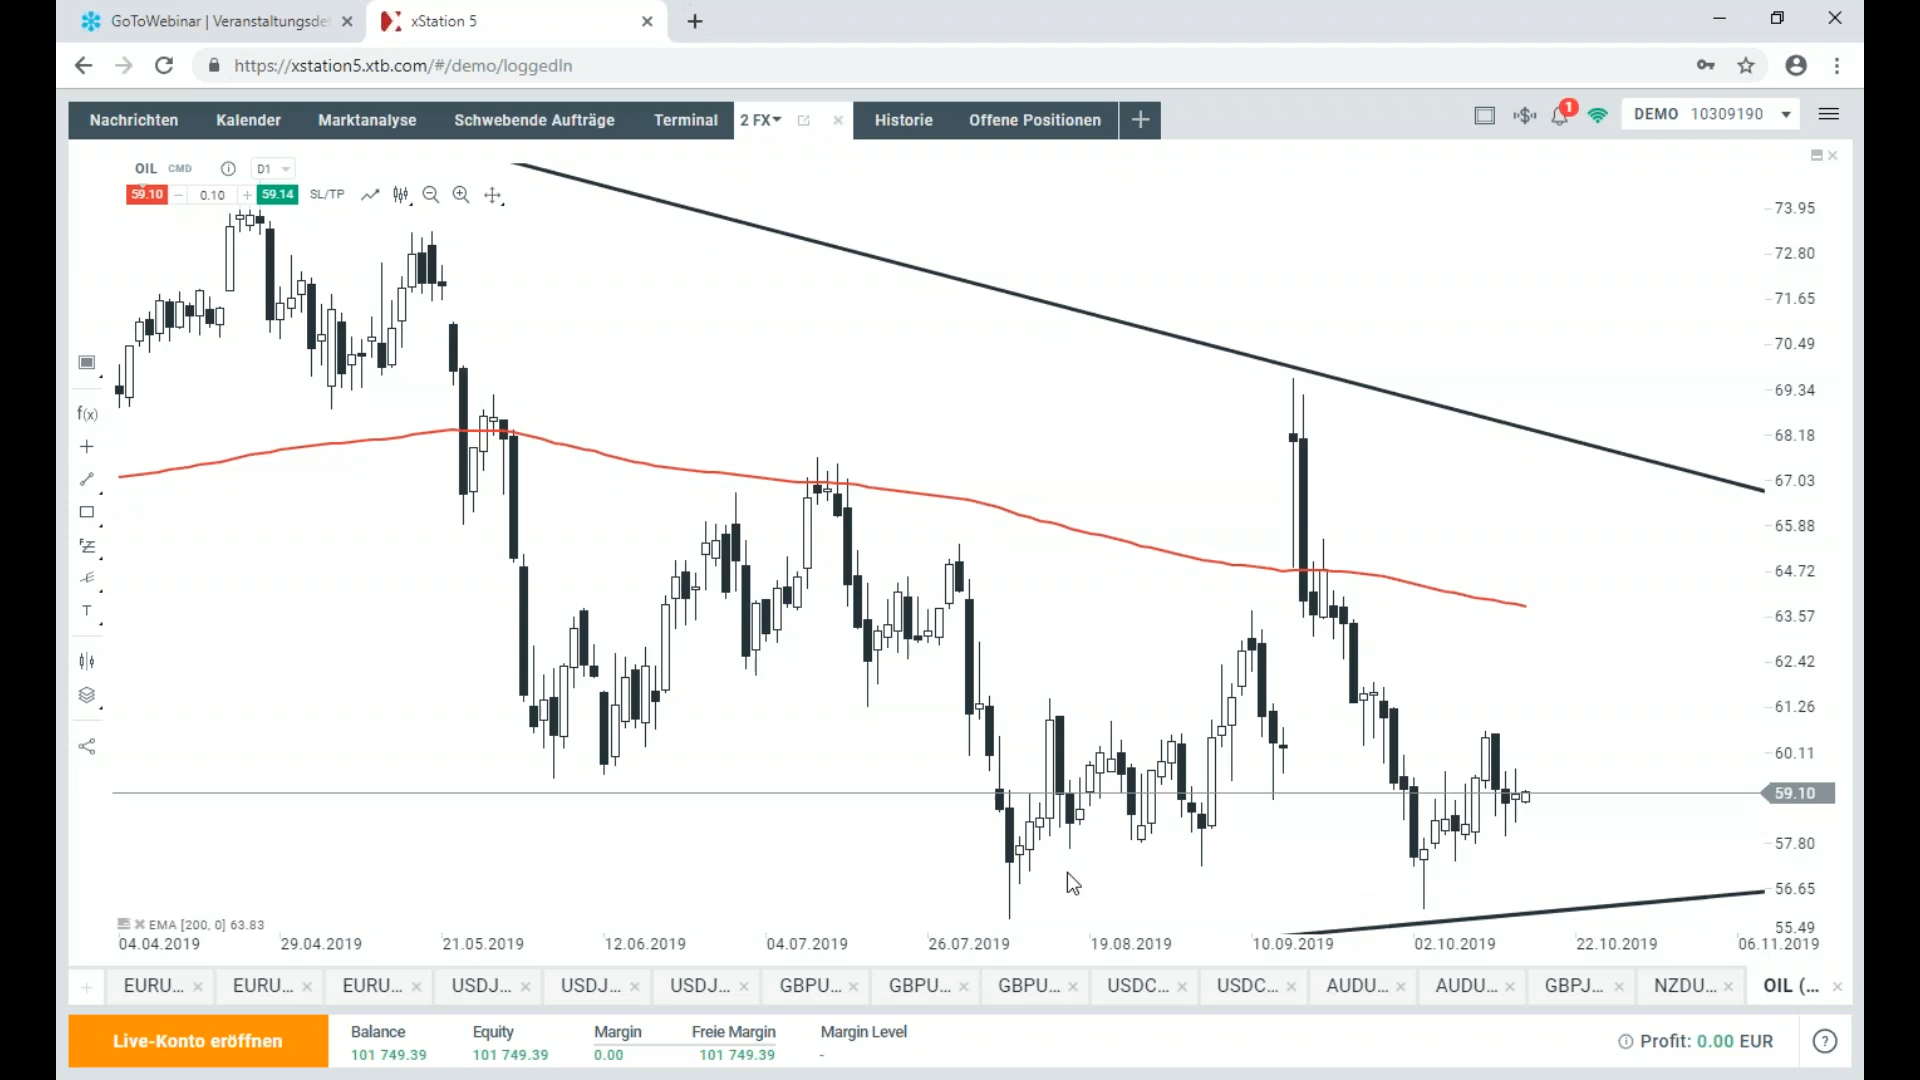 GoToWebinar | Veranstaltungsde
xStation 5
https://xstation5.xtb.com/#/demo/loggedIn
Nachrichten Kalender Marktanalyse Schwebende Aufträge Terminal 2 FX Historie Offene Positionen
1
DEMO 10309190
OIL CMD D1
59.10 0.10 59.14 SL/TP
73.95
72.80
71.65
70.49
69.34
68.18
67.03
65.88
64.72
63.57
62.42
61.26
60.11
59.10
57.80
56.65
55.49
f(x)
T
EMA [200, 0] 63.83
04.04.2019 29.04.2019 21.05.2019 12.06.2019 04.07.2019 26.07.2019 19.08.2019 10.09.2019 02.10.2019 22.10.2019 06.11.2019
EURU... EURU... EURU... USDJ... USDJ... USDJ... GBPU... GBPU... GBPU... USDC... USDC... AUDU... AUDU... GBPJ... NZDU... OIL (...
Live-Konto eröffnen
Balance Equity Margin Freie Margin Margin Level
101 749.39 101 749.39 0.00 101 749.39 -
Profit: 0.00 EUR